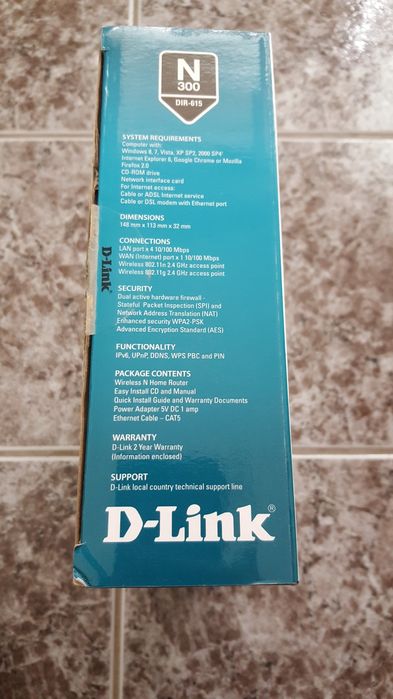 N
300
DIR-615
SYSTEM REQUIREMENTS
Computer with:
Windows 8, 7, Vista, XP SP2, 2000 SP4¹
Internet Explorer 6, Google Chrome or Mozilla
Firefox 2.0
CD-ROM drive
Network interface card
For Internet access:
Cable or ADSL Internet service
Cable or DSL modem with Ethernet port
DIMENSIONS
148 mm x 113 mm x 32 mm
CONNECTIONS
LAN port x 4 10/100 Mbps
WAN (Internet) port x 1 10/100 Mbps
Wireless 802.11n 2.4 GHz access point
Wireless 802.11g 2.4 GHz access point
D-Link
SECURITY
Dual active hardware firewall -
Stateful Packet Inspection (SPI) and
Network Address Translation (NAT)
Enhanced security WPA2-PSK
Advanced Encryption Standard (AES)
FUNCTIONALITY
IPv6, UPnP, DDNS, WPS PBC and PIN
PACKAGE CONTENTS
Wireless N Home Router
Easy Install CD and Manual
Quick Install Guide and Warranty Documents
Power Adapter 5V DC 1 amp
Ethernet Cable – CAT5
WARRANTY
D-Link 2 Year Warranty
(Information enclosed)
SUPPORT
D-Link local country technical support line
D-Link®